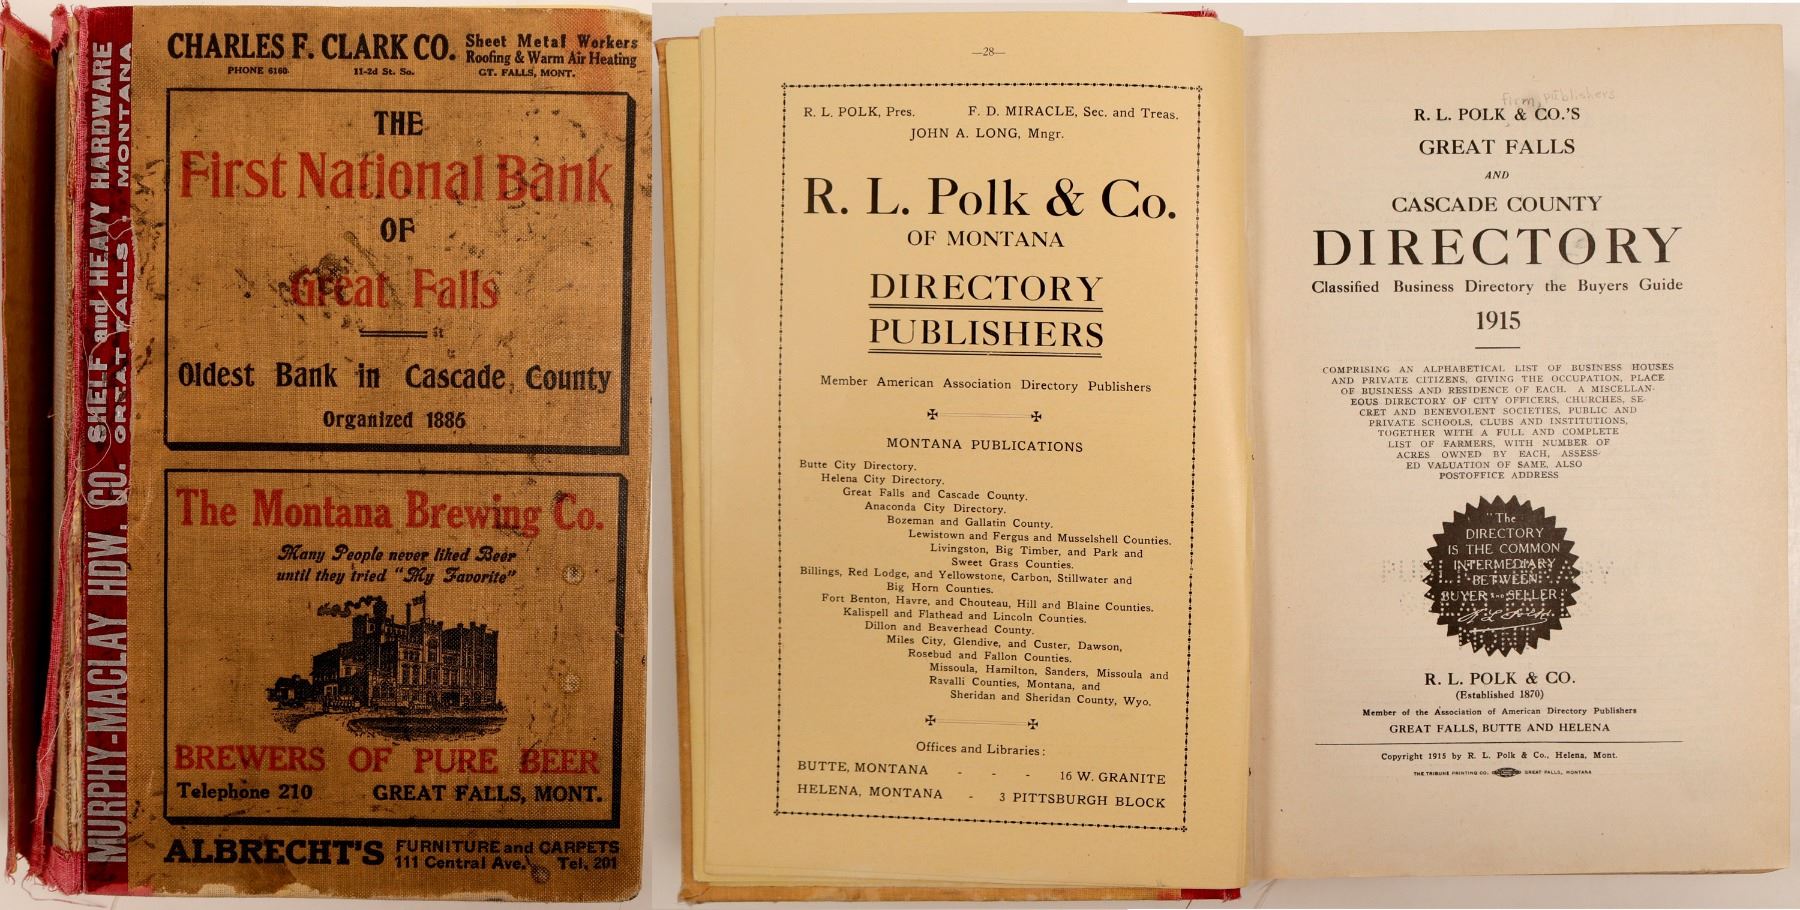 MURPHY-MACLAY HDW. CO. SHELF and HEAVY HARDWARE
GREAT FALLS, MONTANA
CHARLES F. CLARK CO. Sheet Metal Workers
Roofing & Warm Air Heating
PHONE 6160 11-2d St. So. GT. FALLS, MONT.
THE
First National Bank
OF
Great Falls
Oldest Bank in Cascade County
Organized 1886
The Montana Brewing Co.
Many People never liked Beer
until they tried "My Favorite"
BREWERS OF PURE BEER
Telephone 210 GREAT FALLS, MONT.
ALBRECHT'S FURNITURE and CARPETS
111 Central Ave. Tel. 201
—28—
R. L. POLK, Pres. F. D. MIRACLE, Sec. and Treas.
JOHN A. LONG, Mngr.
R. L. Polk & Co.
OF MONTANA
DIRECTORY
PUBLISHERS
Member American Association Directory Publishers
MONTANA PUBLICATIONS
Butte City Directory.
Helena City Directory.
Great Falls and Cascade County.
Anaconda City Directory.
Bozeman and Gallatin County.
Lewistown and Fergus and Musselshell Counties.
Livingston, Big Timber, and Park and
Sweet Grass Counties.
Billings, Red Lodge, and Yellowstone, Carbon, Stillwater and
Big Horn Counties.
Fort Benton, Havre, and Chouteau, Hill and Blaine Counties.
Kalispell and Flathead and Lincoln Counties.
Dillon and Beaverhead County.
Miles City, Glendive, and Custer, Dawson,
Rosebud and Fallon Counties.
Missoula, Hamilton, Sanders, Missoula and
Ravalli Counties, Montana, and
Sheridan and Sheridan County, Wyo.
Offices and Libraries:
BUTTE, MONTANA - - - 16 W. GRANITE
HELENA, MONTANA - 3 PITTSBURGH BLOCK
firm, publishers
R. L. POLK & CO.'S
GREAT FALLS
AND
CASCADE COUNTY
DIRECTORY
Classified Business Directory the Buyers Guide
1915
COMPRISING AN ALPHABETICAL LIST OF BUSINESS HOUSES
AND PRIVATE CITIZENS, GIVING THE OCCUPATION, PLACE
OF BUSINESS AND RESIDENCE OF EACH. A MISCELLAN-
EOUS DIRECTORY OF CITY OFFICERS, CHURCHES, SE-
CRET AND BENEVOLENT SOCIETIES, PUBLIC AND
PRIVATE SCHOOLS, CLUBS AND INSTITUTIONS,
TOGETHER WITH A FULL AND COMPLETE
LIST OF FARMERS, WITH NUMBER OF
ACRES OWNED BY EACH, ASSESS-
ED VALUATION OF SAME, ALSO
POSTOFFICE ADDRESS
"The
DIRECTORY
IS THE COMMON
INTERMEDIARY
BETWEEN
BUYER and SELLER
R. L. POLK & CO.
(Established 1870)
Member of the Association of American Directory Publishers
GREAT FALLS, BUTTE AND HELENA
Copyright 1915 by R. L. Polk & Co., Helena, Mont.
THE TRIBUNE PRINTING CO. GREAT FALLS, MONTANA